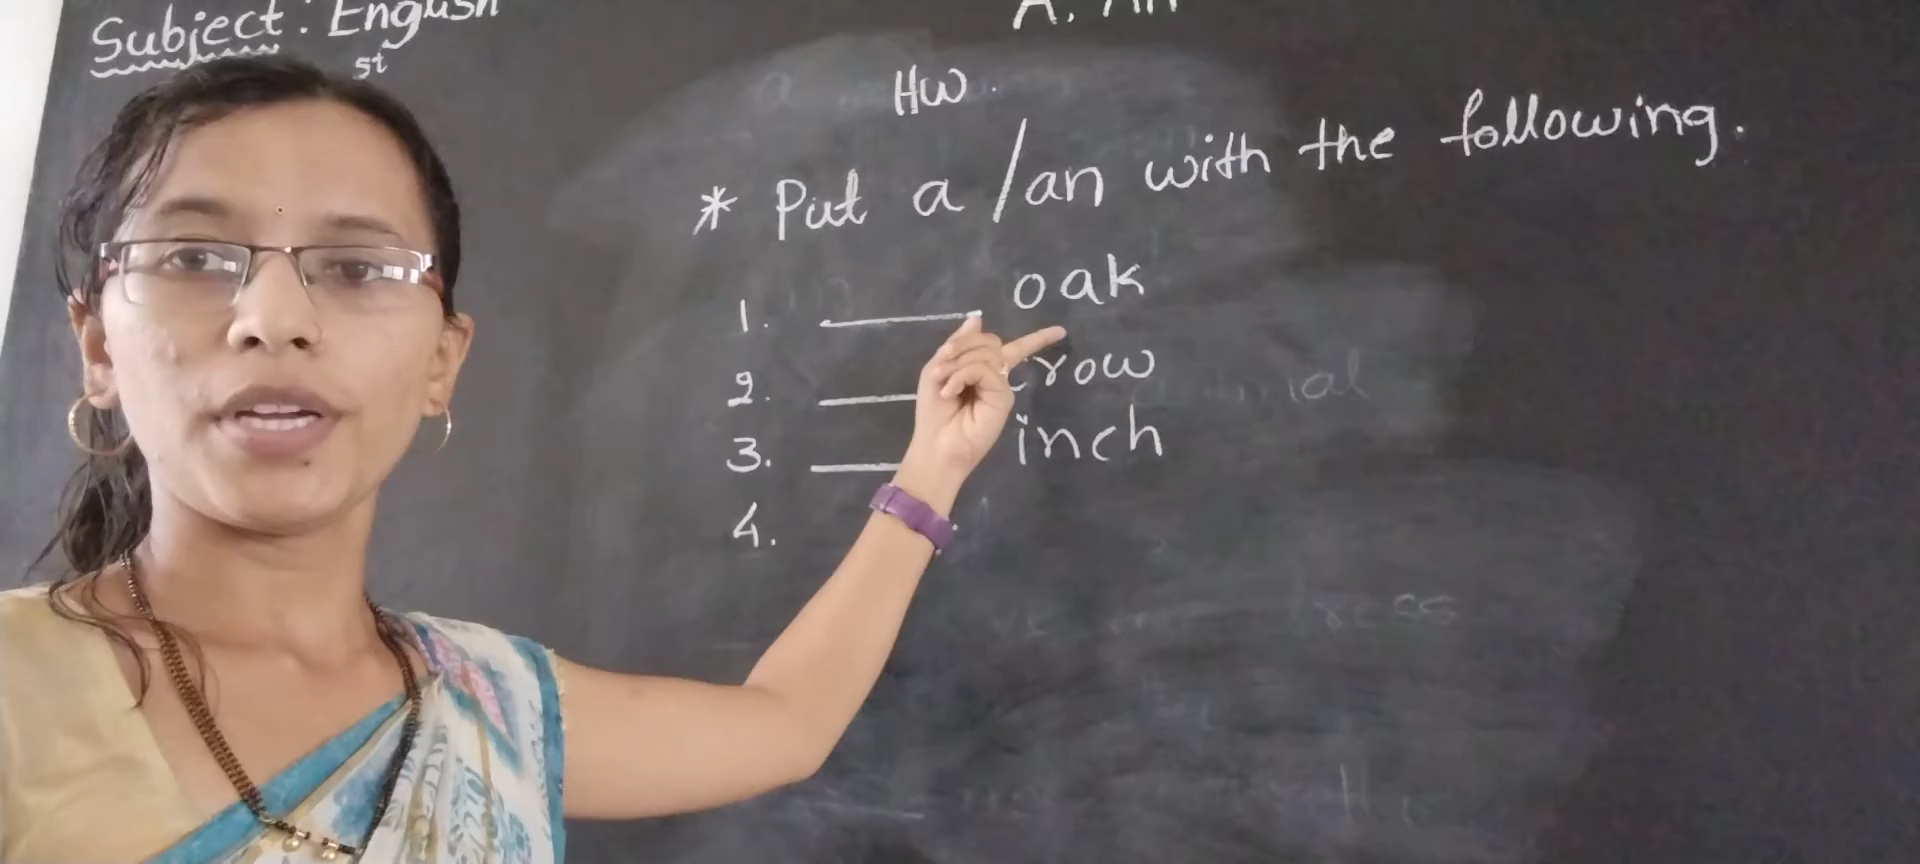 Subject: English
A, An
st
HW.
* Put a/an with the following.
1. ______ oak
2. ______ crow
3. ______ inch
4.